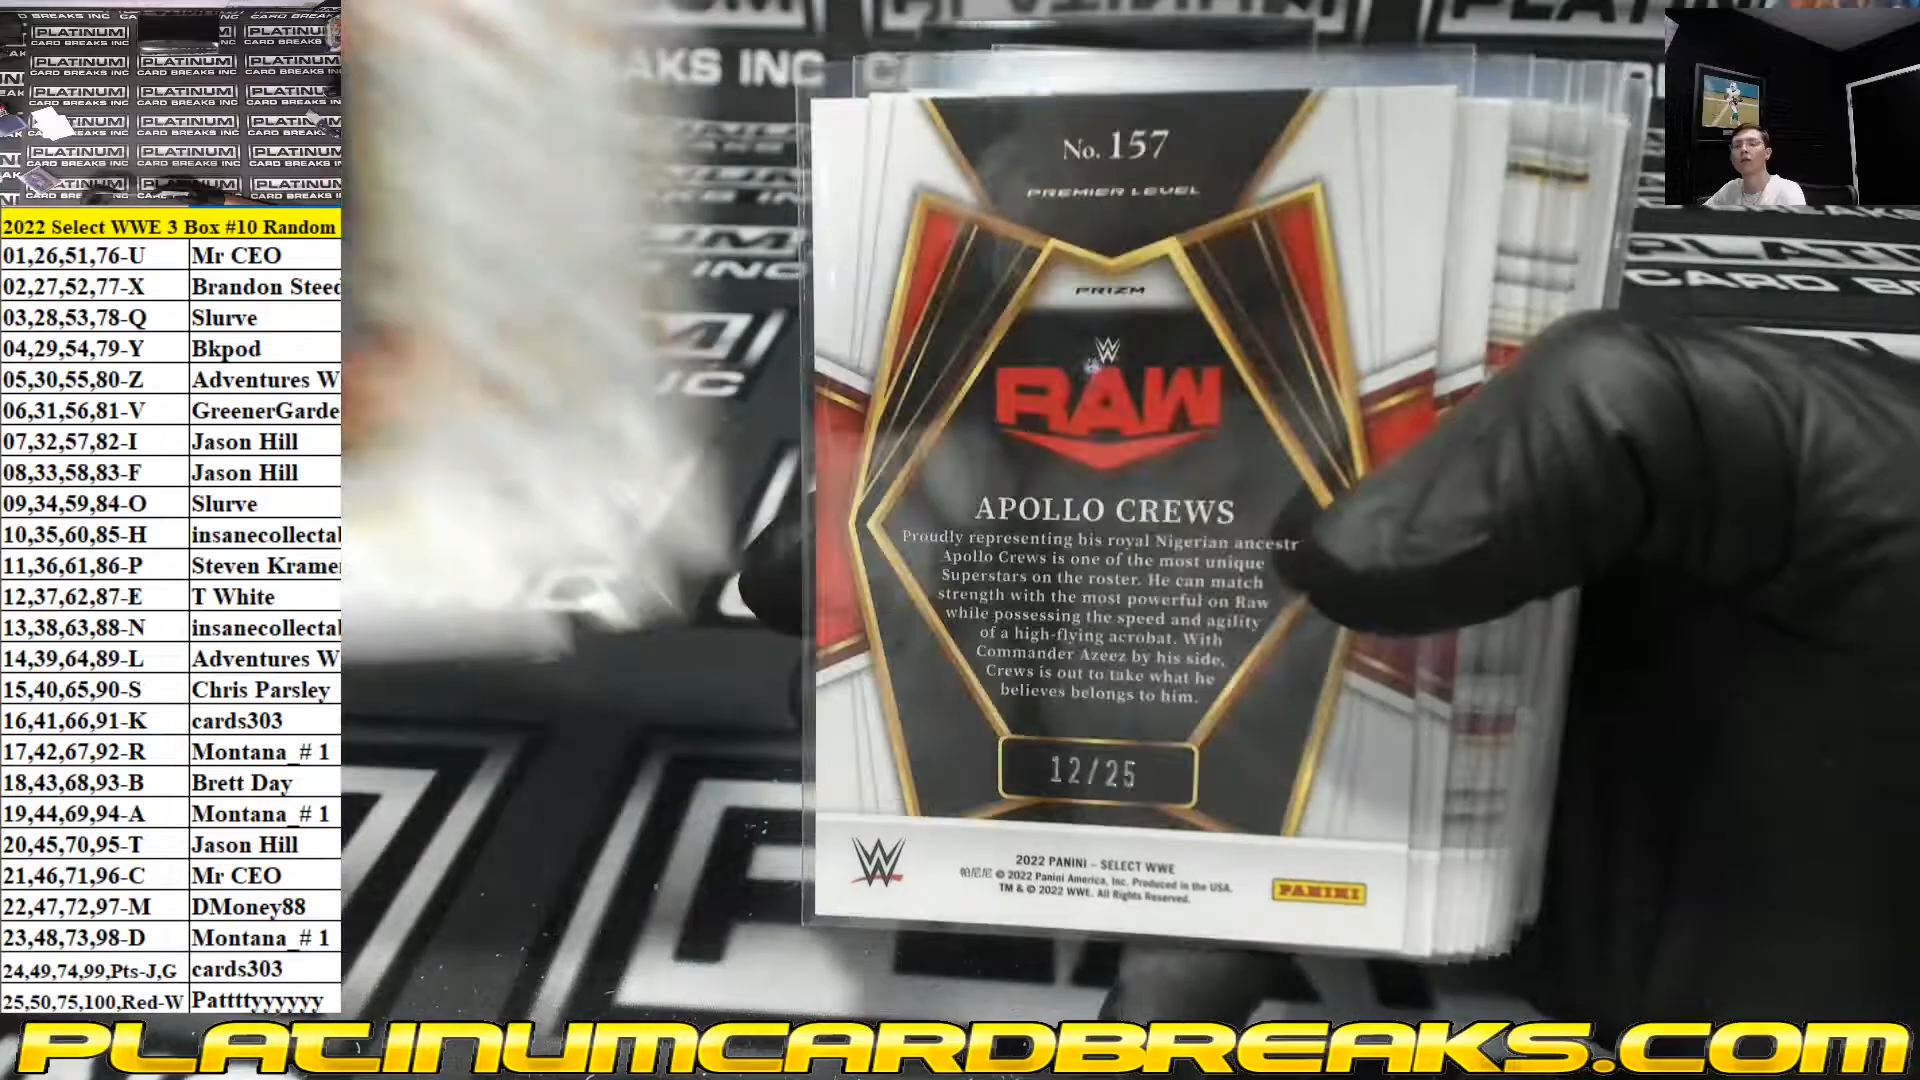 PLATINUM
CARD BREAKS INC
2022 Select WWE 3 Box #10 Random
01,26,51,76-U Mr CEO
02,27,52,77-X Brandon Steed
03,28,53,78-Q Slurve
04,29,54,79-Y Bkpod
05,30,55,80-Z Adventures W
06,31,56,81-V GreenerGarde
07,32,57,82-I Jason Hill
08,33,58,83-F Jason Hill
09,34,59,84-O Slurve
10,35,60,85-H insanecollectal
11,36,61,86-P Steven Kramer
12,37,62,87-E T White
13,38,63,88-N insanecollectal
14,39,64,89-L Adventures W
15,40,65,90-S Chris Parsley
16,41,66,91-K cards303
17,42,67,92-R Montana_# 1
18,43,68,93-B Brett Day
19,44,69,94-A Montana_# 1
20,45,70,95-T Jason Hill
21,46,71,96-C Mr CEO
22,47,72,97-M DMoney88
23,48,73,98-D Montana_# 1
24,49,74,99,Pts-J,G cards303
25,50,75,100,Red-W Pattttyyyyyy
No. 157
PREMIER LEVEL
PRIZM
W
RAW
APOLLO CREWS
Proudly representing his royal Nigerian ancestr
Apollo Crews is one of the most unique
Superstars on the roster. He can match
strength with the most powerful on Raw
while possessing the speed and agility
of a high-flying acrobat. With
Commander Azeez by his side,
Crews is out to take what he
believes belongs to him.
12/25
W
2022 PANINI – SELECT WWE
帕尼尼 © 2022 Panini America, Inc. Produced in the USA.
TM & © 2022 WWE. All Rights Reserved.
PANINI
PLATINUMCARDBREAKS.COM